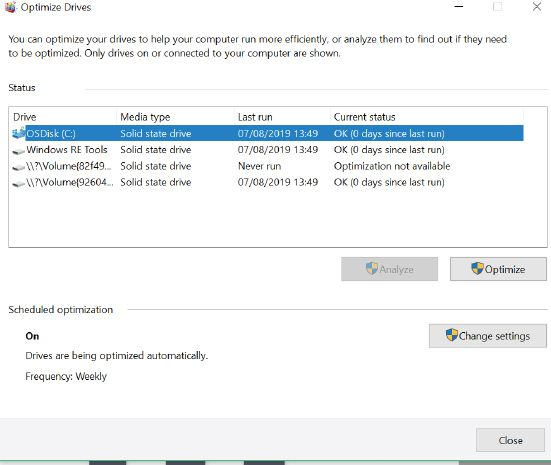 Optimize Drives
You can optimize your drives to help your computer run more efficiently, or analyze them to find out if they need
to be optimized. Only drives on or connected to your computer are shown.
Status
Drive Media type Last run Current status
OSDisk (C:) Solid state drive 07/08/2019 13:49 OK (0 days since last run)
Windows RE Tools Solid state drive 07/08/2019 13:49 OK (0 days since last run)
\\?\Volume{82f49... Solid state drive Never run Optimization not available
\\?\Volume{92604... Solid state drive 07/08/2019 13:49 OK (0 days since last run)
Analyze Optimize
Scheduled optimization
On
Change settings
Drives are being optimized automatically.
Frequency: Weekly
Close